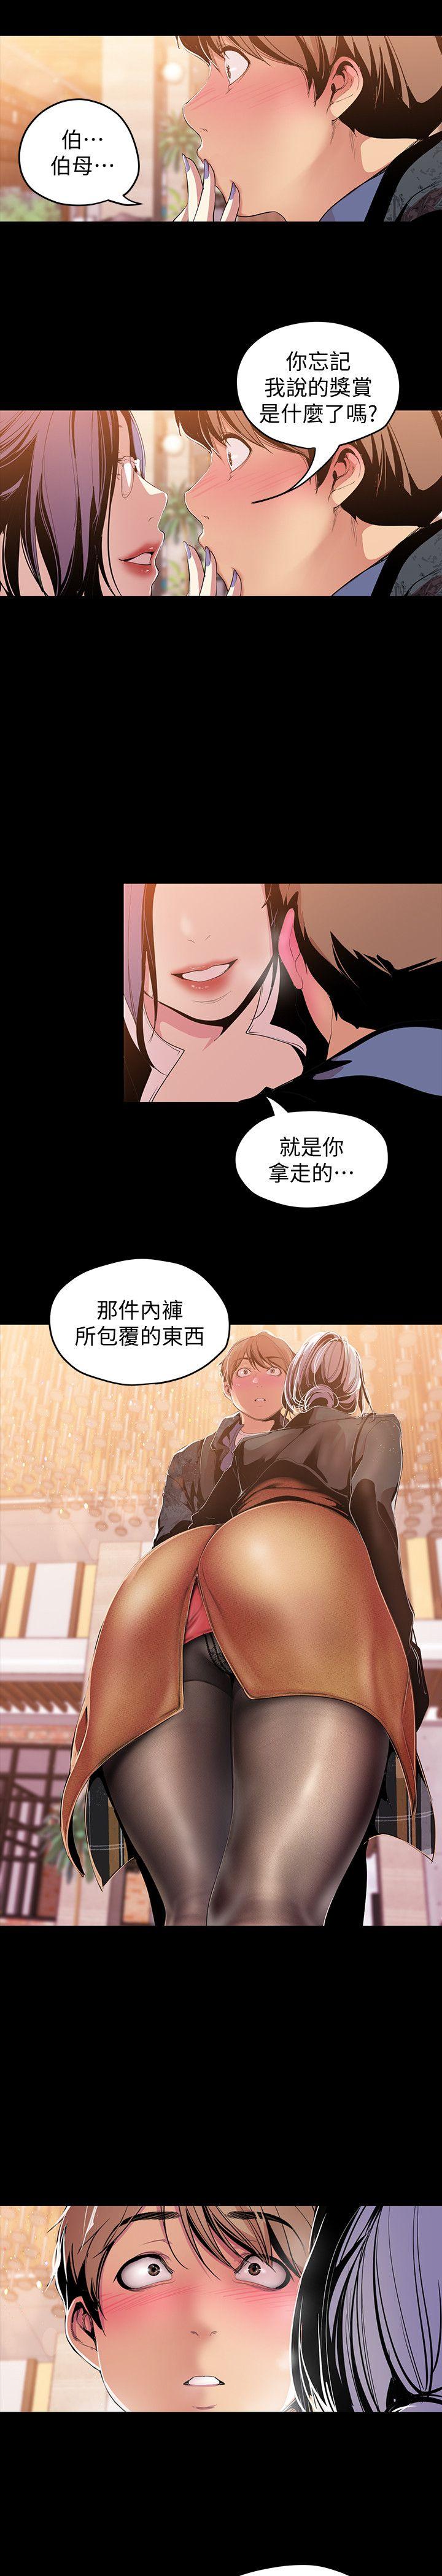 伯…
伯母…
你忘記
我說的獎賞
是什麼了嗎?
就是你
拿走的…
那件內褲
所包覆的東西